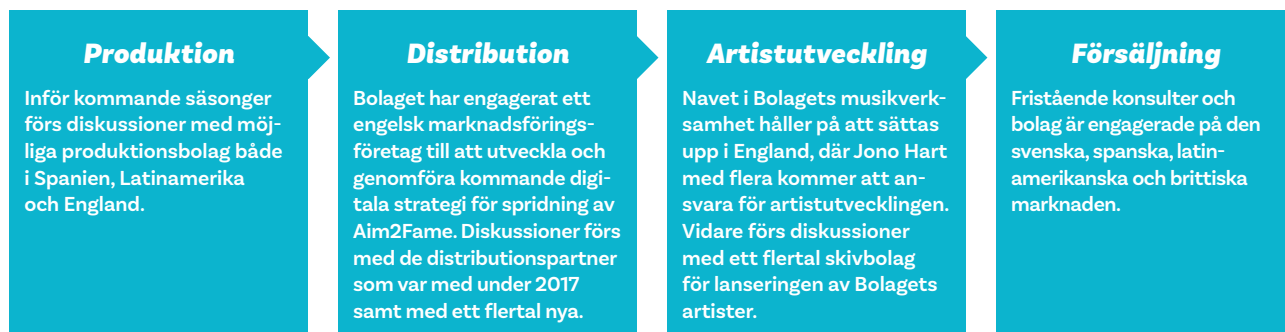 Produktion
Inför kommande säsonger
förs diskussioner med möj-
liga produktionsbolag både
i Spanien, Latinamerika
och England.
Distribution
Bolaget har engagerat ett
engelsk marknadsförings-
företag till att utveckla och
genomföra kommande digi-
tala strategi för spridning av
Aim2Fame. Diskussioner förs
med de distributionspartner
som var med under 2017
samt med ett flertal nya.
Artistutveckling
Navet i Bolagets musikverk-
samhet håller på att sättas
upp i England, där Jono Hart
med flera kommer att an-
svara för artistutvecklingen.
Vidare förs diskussioner
med ett flertal skivbolag
för lanseringen av Bolagets
artister.
Försäljning
Fristående konsulter och
bolag är engagerade på den
svenska, spanska, latin-
amerikanska och brittiska
marknaden.